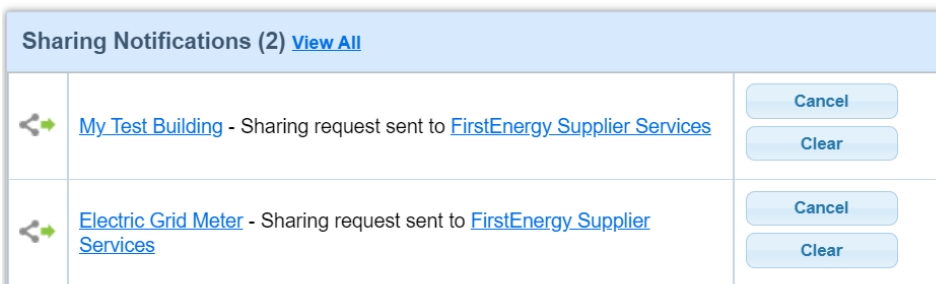 Sharing Notifications (2) View All
My Test Building - Sharing request sent to FirstEnergy Supplier Services
Cancel
Clear
Electric Grid Meter - Sharing request sent to FirstEnergy Supplier
Services
Cancel
Clear